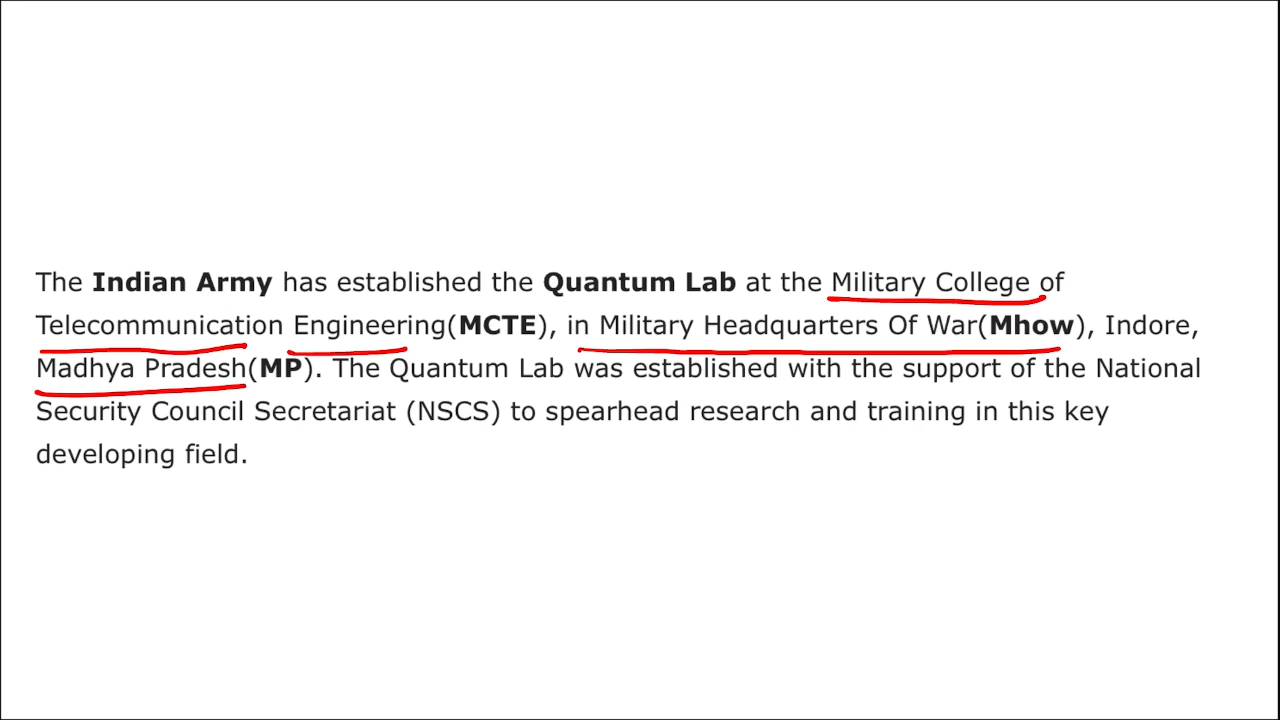 The Indian Army has established the Quantum Lab at the Military College of
Telecommunication Engineering(MCTE), in Military Headquarters Of War(Mhow), Indore,
Madhya Pradesh(MP). The Quantum Lab was established with the support of the National
Security Council Secretariat (NSCS) to spearhead research and training in this key
developing field.